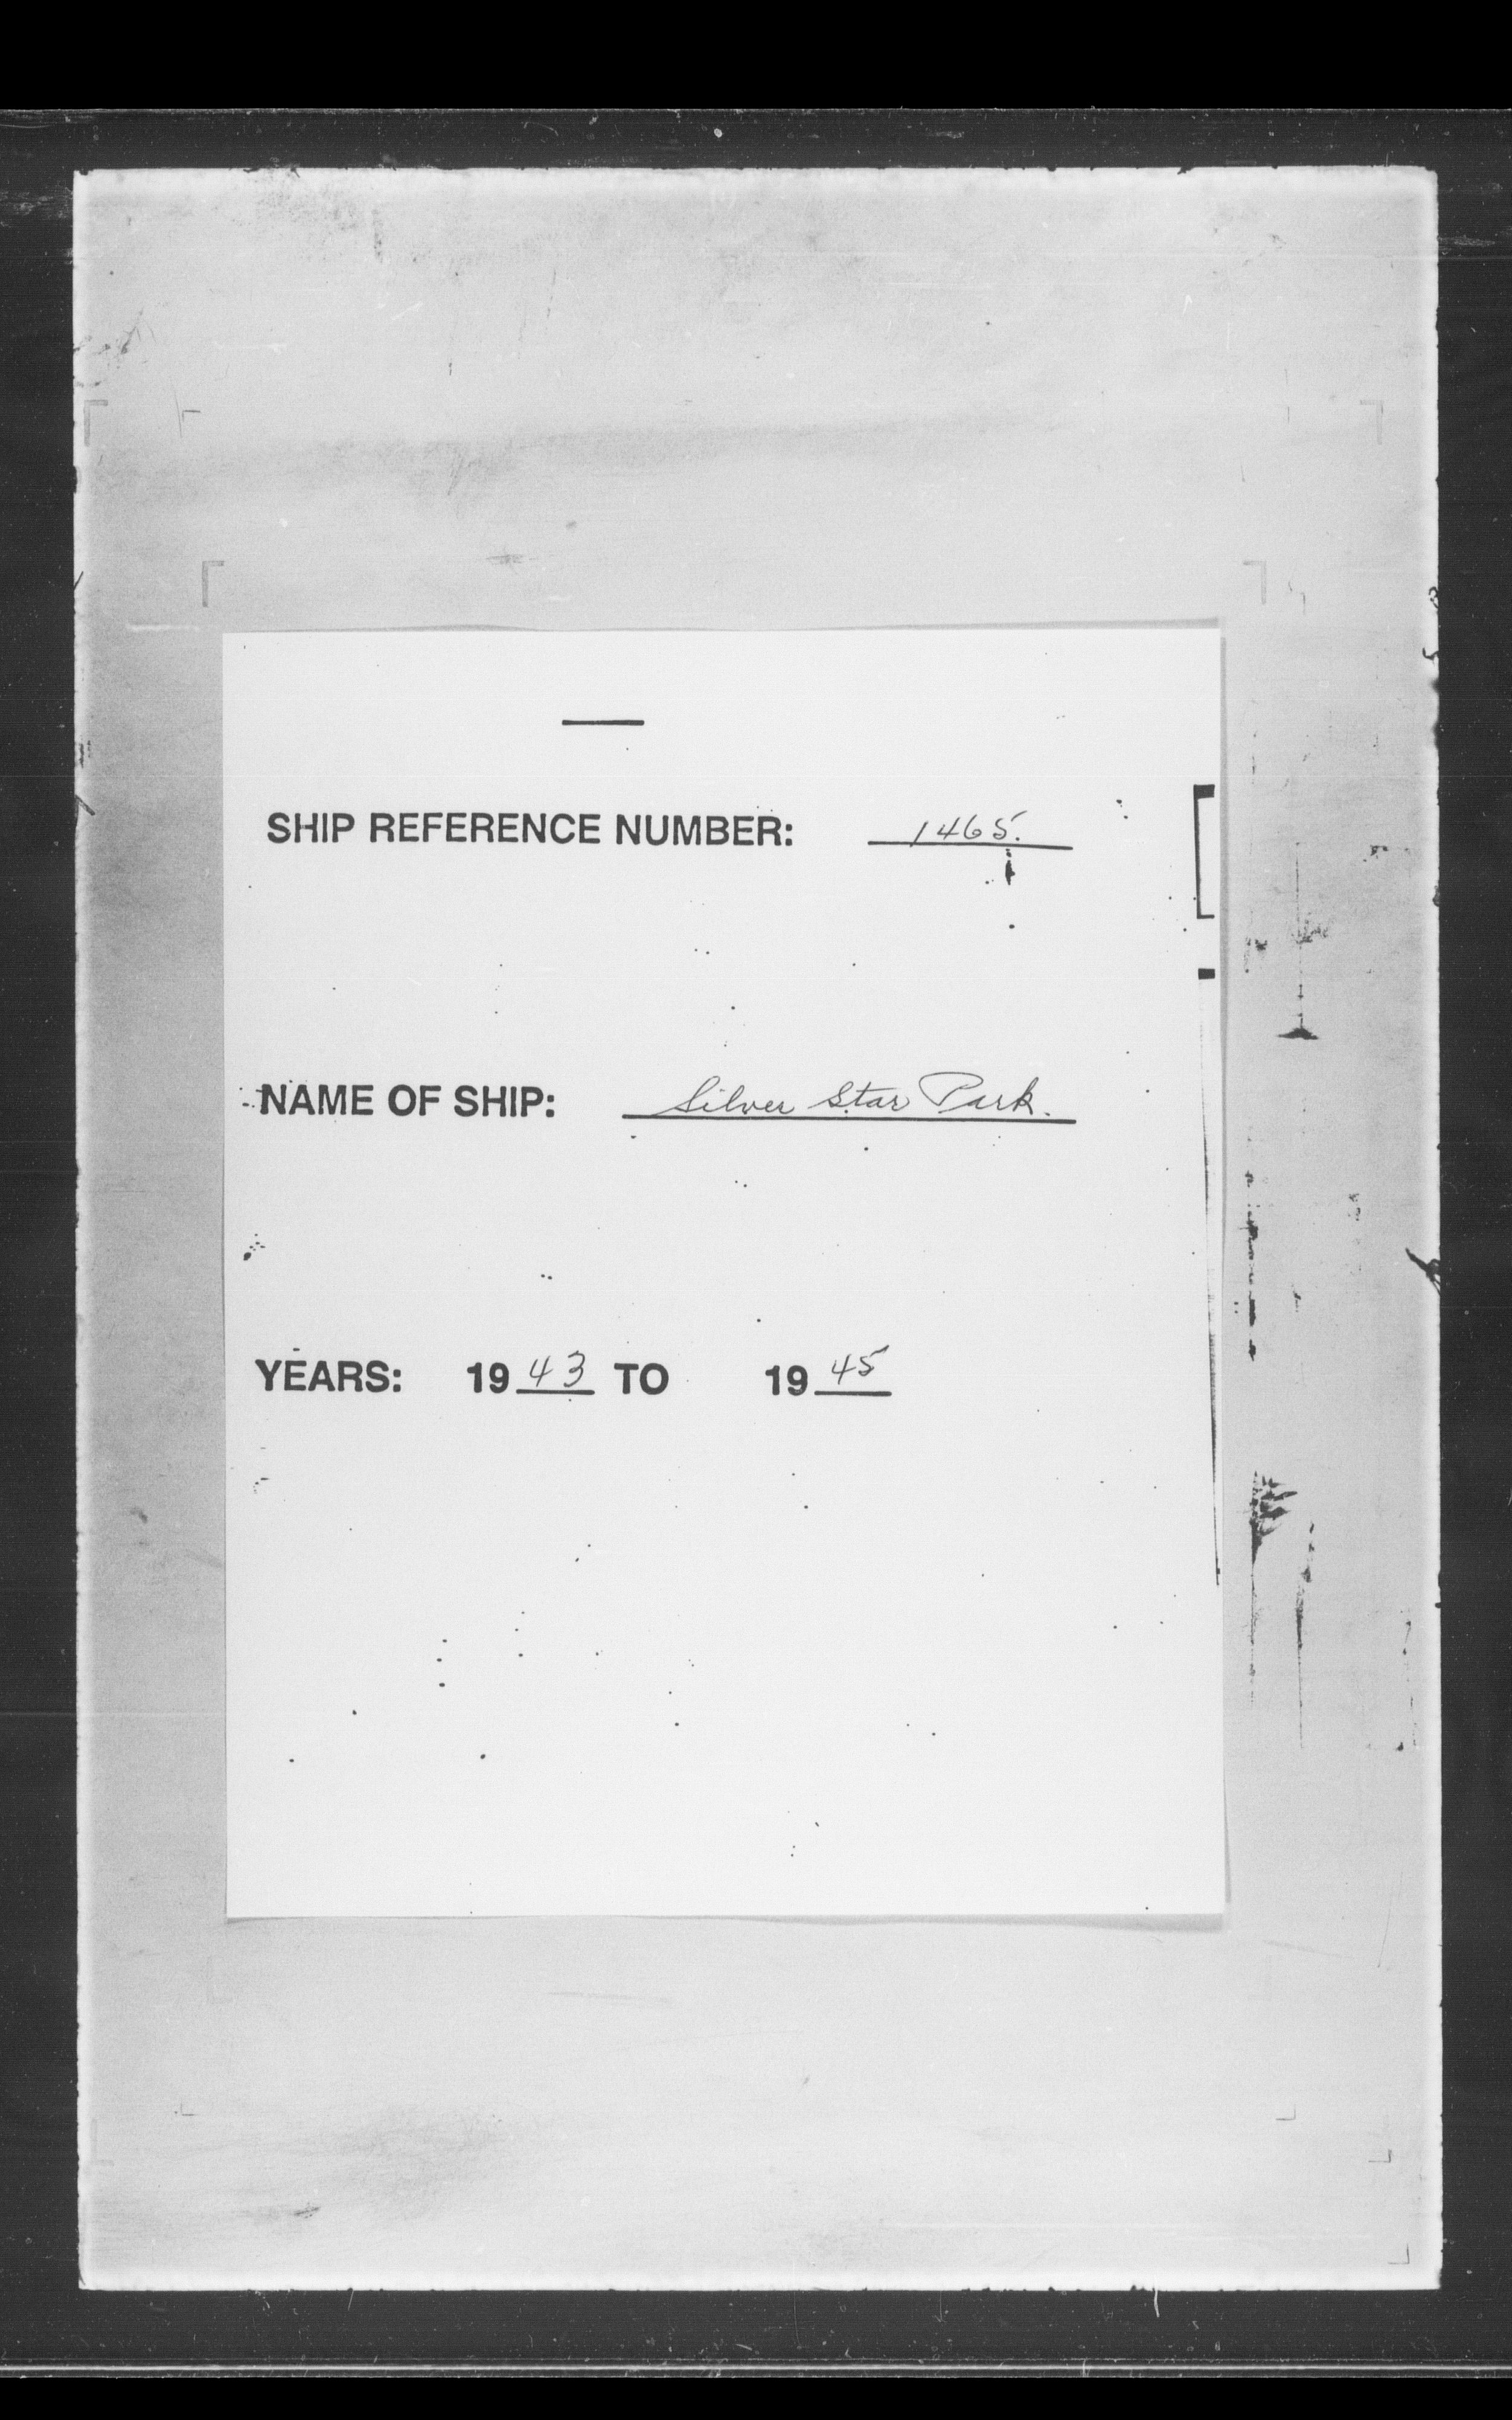 SHIP REFERENCE NUMBER: 1465.
NAME OF SHIP: Silver Star Park.
YEARS: 1943 TO 1945